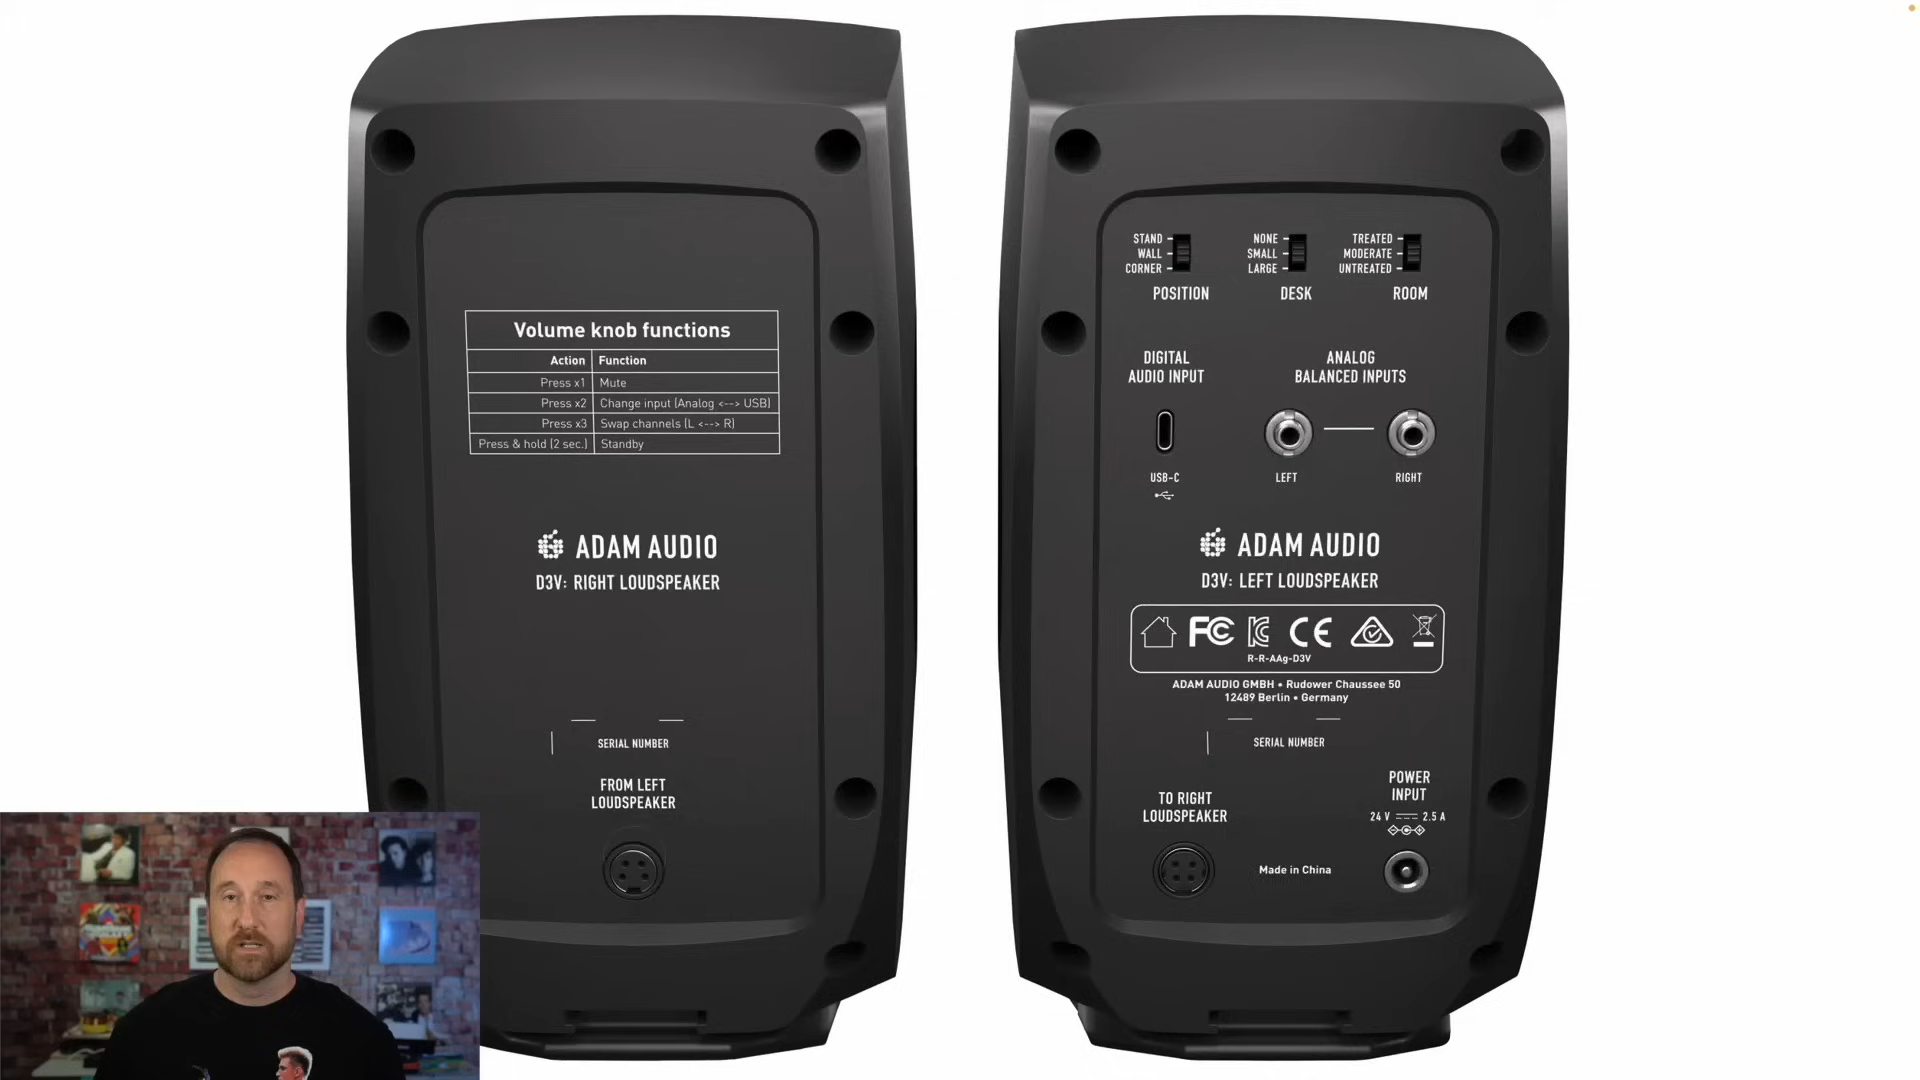 Volume knob functions
Action Function
Press x1 Mute
Press x2 Change input (Analog <--> USB)
Press x3 Swap channels (L <--> R)
Press & hold (2 sec.) Standby
ADAM AUDIO
D3V: RIGHT LOUDSPEAKER
SERIAL NUMBER
FROM LEFT
LOUDSPEAKER
STAND
WALL
CORNER
POSITION
NONE
SMALL
LARGE
DESK
TREATED
MODERATE
UNTREATED
ROOM
DIGITAL
AUDIO INPUT
USB-C
ANALOG
BALANCED INPUTS
LEFT
RIGHT
ADAM AUDIO
D3V: LEFT LOUDSPEAKER
FC CE
R-R-AAg-D3V
ADAM AUDIO GMBH • Rudower Chaussee 50
12489 Berlin • Germany
SERIAL NUMBER
TO RIGHT
LOUDSPEAKER
Made in China
POWER
INPUT
24 V 2.5 A